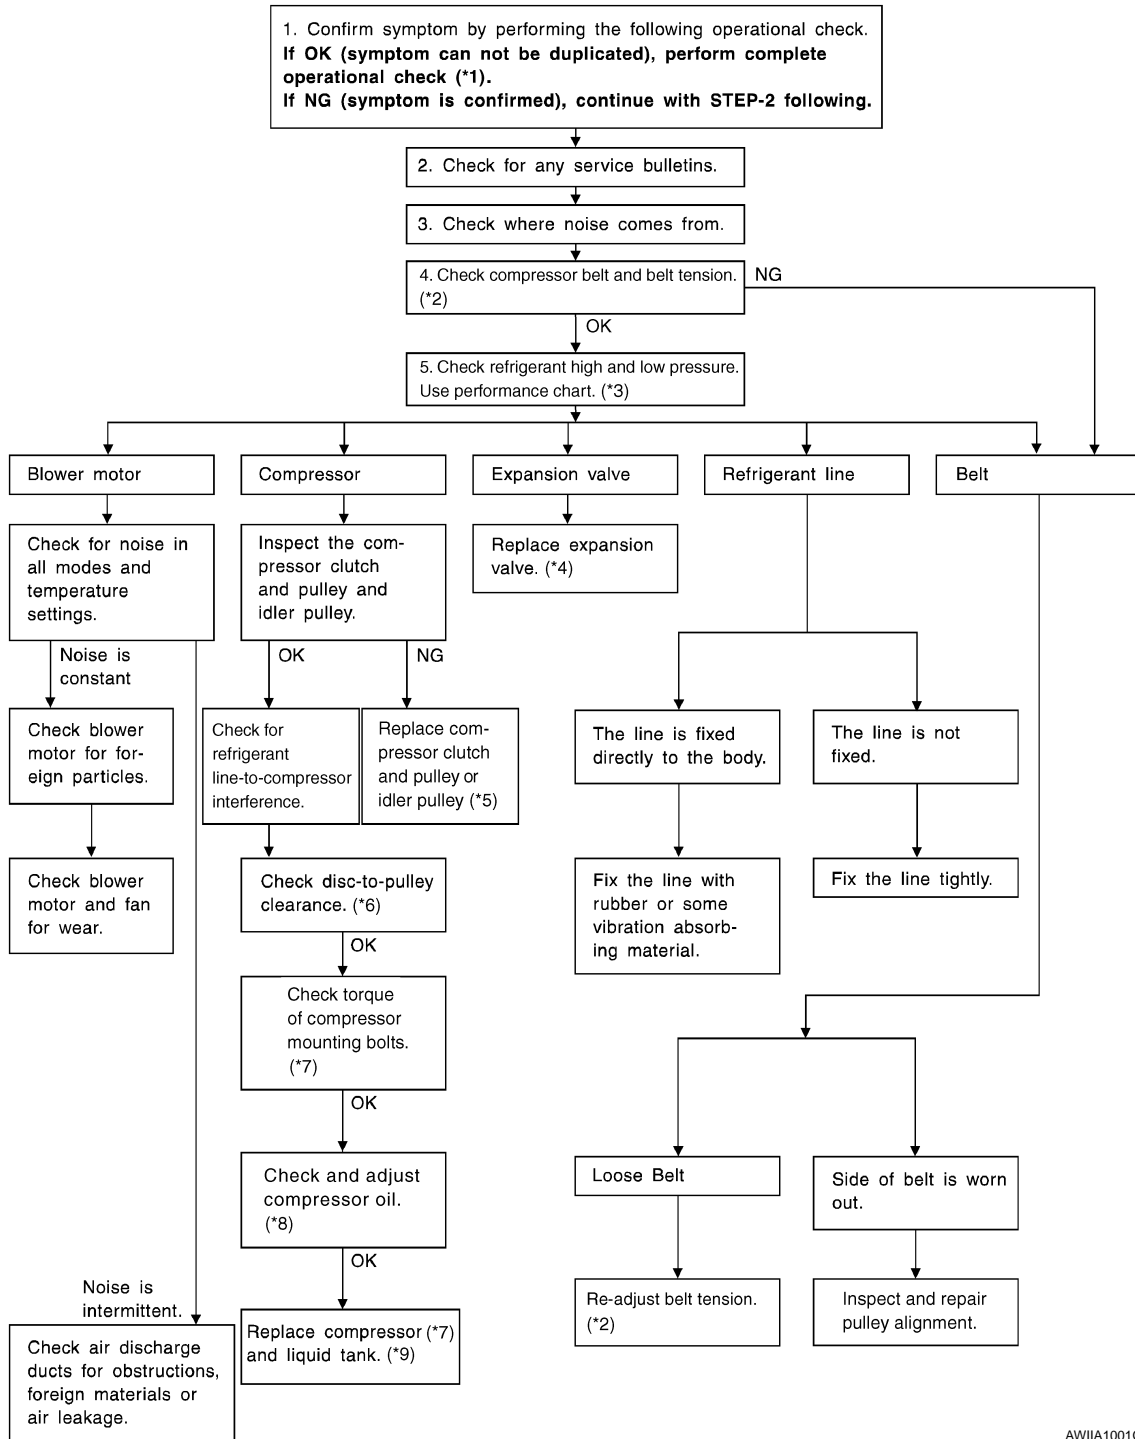 1. Confirm symptom by performing the following operational check.
If OK (symptom can not be duplicated), perform complete
operational check (*1).
If NG (symptom is confirmed), continue with STEP-2 following.
2. Check for any service bulletins.
3. Check where noise comes from.
4. Check compressor belt and belt tension.
(*2)
NG
OK
5. Check refrigerant high and low pressure.
Use performance chart. (*3)
Blower motor
Compressor
Expansion valve
Refrigerant line
Belt
Check for noise in
all modes and
temperature
settings.
Inspect the com-
pressor clutch
and pulley and
idler pulley.
Replace expansion
valve. (*4)
Noise is
constant
OK
NG
Check blower
motor for for-
eign particles.
Check for
refrigerant
line-to-compressor
interference.
Replace com-
pressor clutch
and pulley or
idler pulley (*5)
The line is fixed
directly to the body.
The line is not
fixed.
Check blower
motor and fan
for wear.
Check disc-to-pulley
clearance. (*6)
Fix the line with
rubber or some
vibration absorb-
ing material.
Fix the line tightly.
OK
Check torque
of compressor
mounting bolts.
(*7)
OK
Check and adjust
compressor oil.
(*8)
Loose Belt
Side of belt is worn
out.
OK
Noise is
intermittent.
Re-adjust belt tension.
(*2)
Inspect and repair
pulley alignment.
Check air discharge
ducts for obstructions,
foreign materials or
air leakage.
Replace compressor (*7)
and liquid tank. (*9)